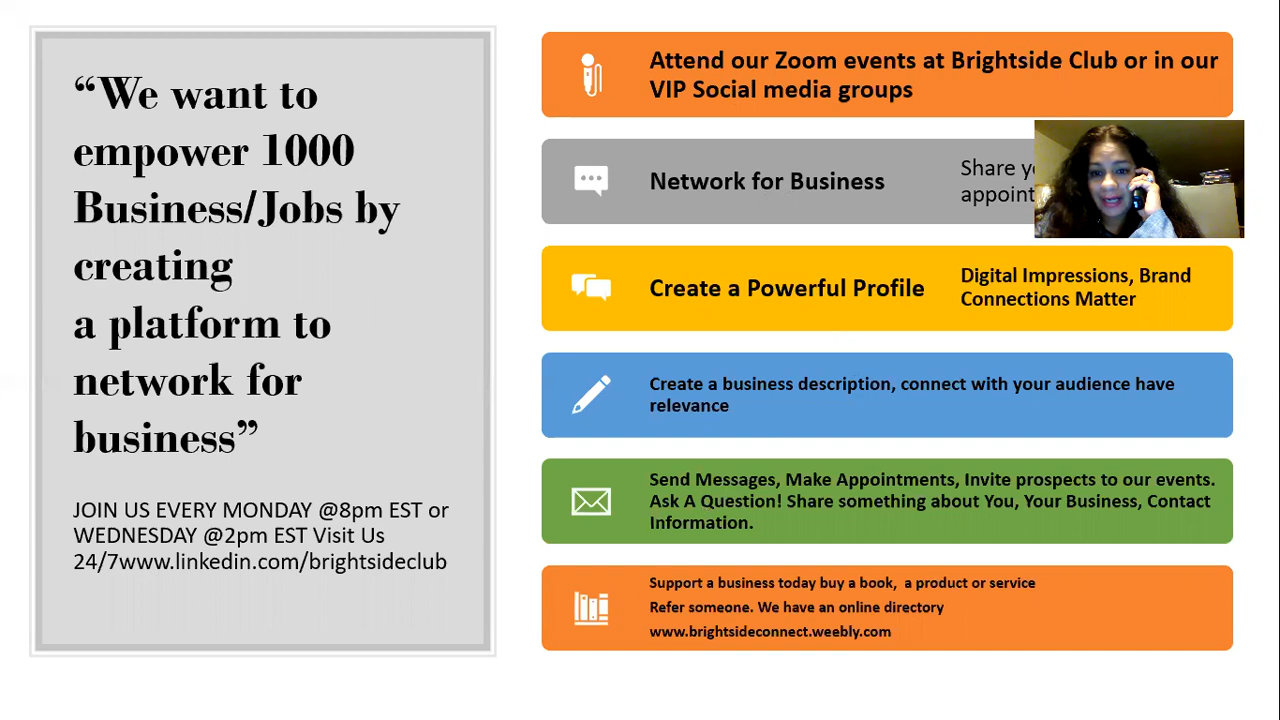 “We want to
empower 1000
Business/Jobs by
creating
a platform to
network for
business”
JOIN US EVERY MONDAY @8pm EST or
WEDNESDAY @2pm EST Visit Us
24/7www.linkedin.com/brightsideclub
Attend our Zoom events at Brightside Club or in our
VIP Social media groups
Network for Business
Share
Create a Powerful Profile
Digital Impressions, Brand
Connections Matter
Create a business description, connect with your audience have
relevance
Send Messages, Make Appointments, Invite prospects to our events.
Ask A Question! Share something about You, Your Business, Contact
Information.
Support a business today buy a book, a product or service
Refer someone. We have an online directory
www.brightsideconnect.weebly.com